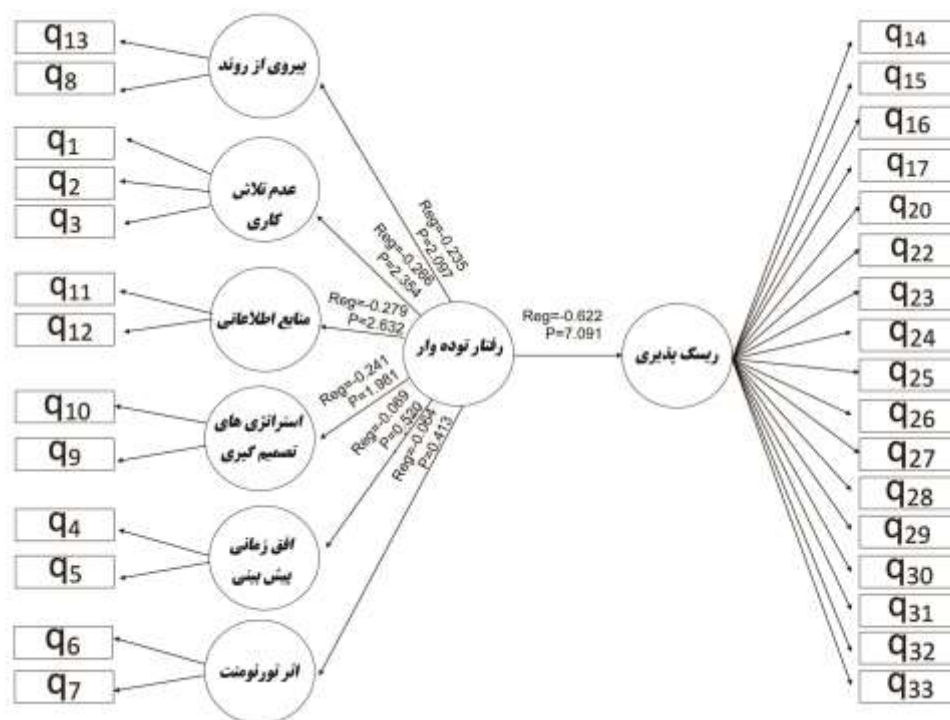 q13
q8
پیروی از روند
q1
q2
q3
عدم تلاش
کاری
q11
q12
منابع اطلاعاتی
q10
q9
استراتژی های
تصمیم گیری
q4
q5
افق زمانی
پیش بینی
q6
q7
اثر تورنومنت
Reg=-0.235
P=2.097
Reg=-0.266
P=2.354
Reg=-0.279
P=2.632
Reg=-0.241
P=1.981
Reg=-0.069
P=0.520
Reg=-0.064
P=0.413
رفتار توده وار
Reg=-0.622
P=7.091
ریسک پذیری
q14
q15
q16
q17
q20
q22
q23
q24
q25
q26
q27
q28
q29
q30
q31
q32
q33